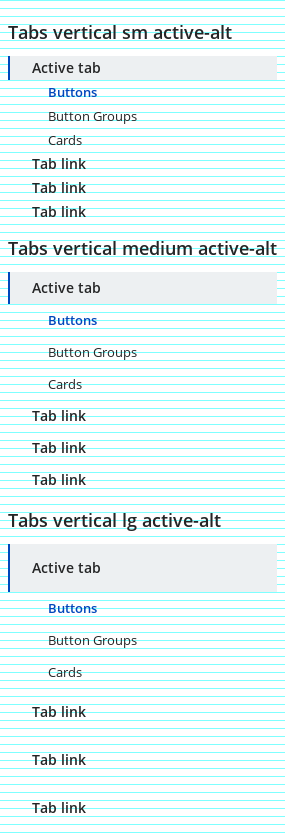 Tabs vertical sm active-alt
Active tab
Buttons
Button Groups
Cards
Tab link
Tab link
Tab link
Tabs vertical medium active-alt
Active tab
Buttons
Button Groups
Cards
Tab link
Tab link
Tab link
Tabs vertical lg active-alt
Active tab
Buttons
Button Groups
Cards
Tab link
Tab link
Tab link